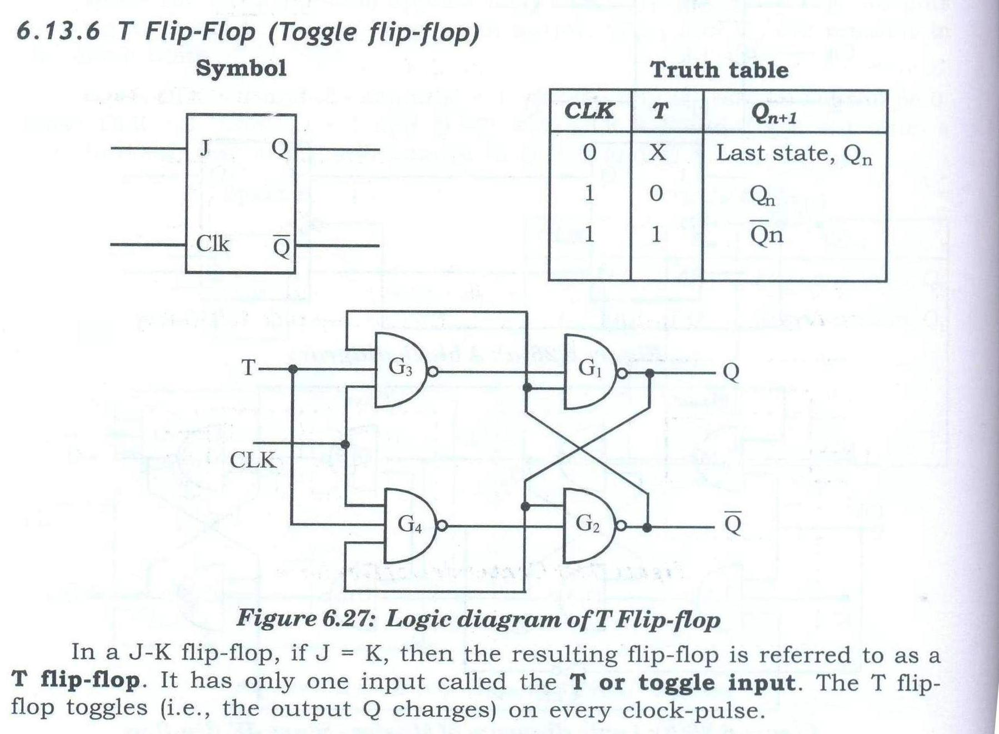 6.13.6 T Flip-Flop (Toggle flip-flop)
Symbol
J Q
Clk Q̅
Truth table
CLK T Qn+1
0 X Last state, Qn
1 0 Qn
1 1 Q̅n
T
G3
G1
Q
CLK
G4
G2
Q̅
Figure 6.27: Logic diagram of T Flip-flop
In a J-K flip-flop, if J = K, then the resulting flip-flop is referred to as a
T flip-flop. It has only one input called the T or toggle input. The T flip-
flop toggles (i.e., the output Q changes) on every clock-pulse.